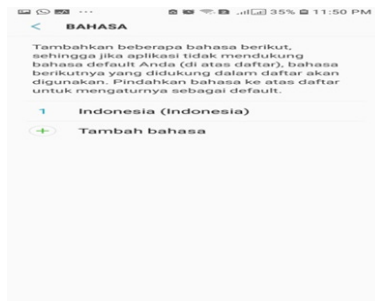 35% 11:50 PM
< BAHASA
Tambahkan beberapa bahasa berikut,
sehingga jika aplikasi tidak mendukung
bahasa default Anda (di atas daftar), bahasa
berikutnya yang didukung dalam daftar akan
digunakan. Pindahkan bahasa ke atas daftar
untuk mengaturnya sebagai default.
1 Indonesia (Indonesia)
+ Tambah bahasa